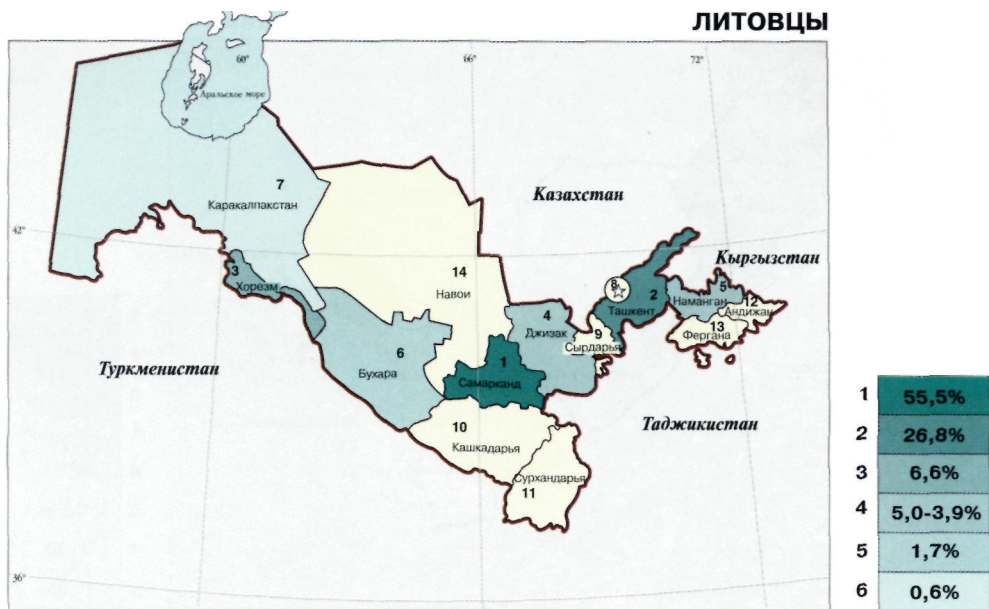 ЛИТОВЦЫ
60°
66
72°
Аральское море
7
Каракалпакстан
Казахстан
42°
Кыргызстан
3
Хорезм
14
Навои
8
2
Ташкент
5
Наманган
12
Андижан
4
Джизак
9
Сырдарья
13
Фергана
6
Бухара
1
Самарканд
Туркменистан
Таджикистан
10
Кашкадарья
Сурхандарья
11
36°
1 55,5%
2 26,8%
3 6,6%
4 5,0-3,9%
5 1,7%
6 0,6%